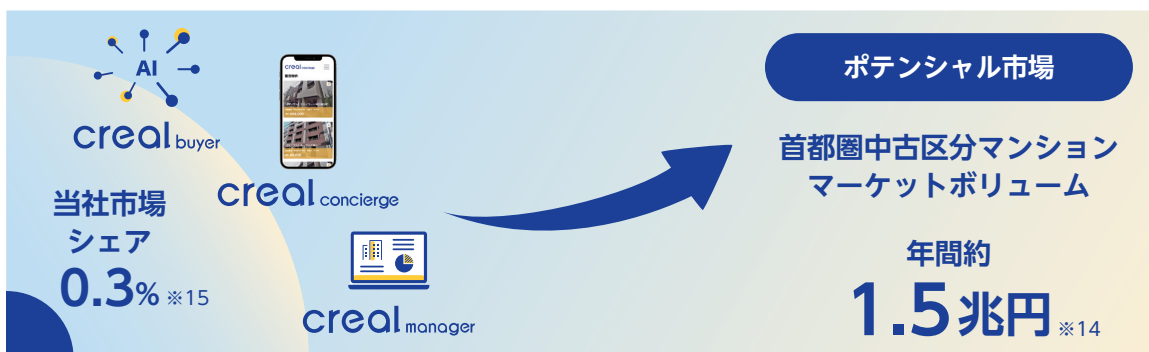 AI
creal buyer
creal concierge
creal concierge
当社市場
シェア
0.3% ※15
creal manager
ポテンシャル市場
首都圏中古区分マンション
マーケットボリューム
年間約
1.5兆円 ※14